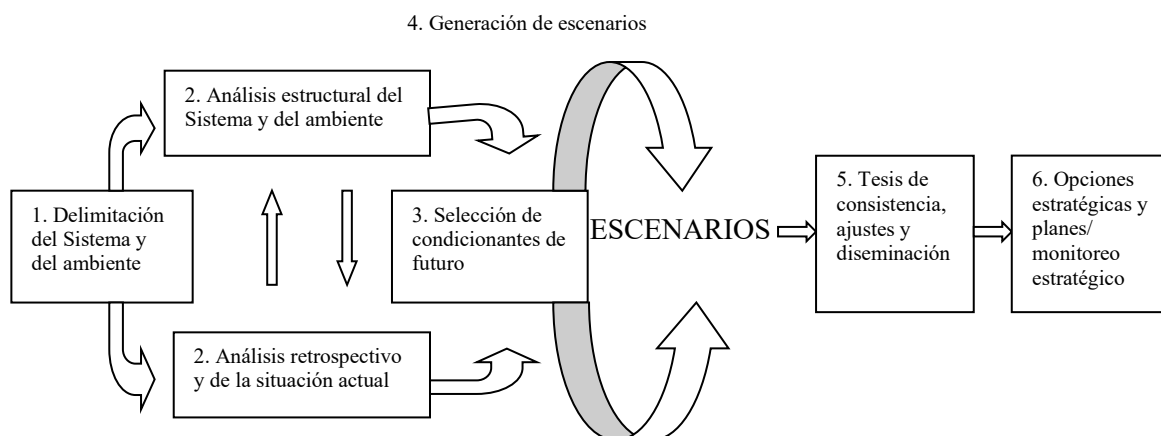 4. Generación de escenarios
2. Análisis estructural del
Sistema y del ambiente
1. Delimitación
del Sistema y
del ambiente
3. Selección de
condicionantes de
futuro
2. Análisis retrospectivo
y de la situación actual
ESCENARIOS
5. Tesis de
consistencia,
ajustes y
diseminación
6. Opciones
estratégicas y
planes/
monitoreo
estratégico